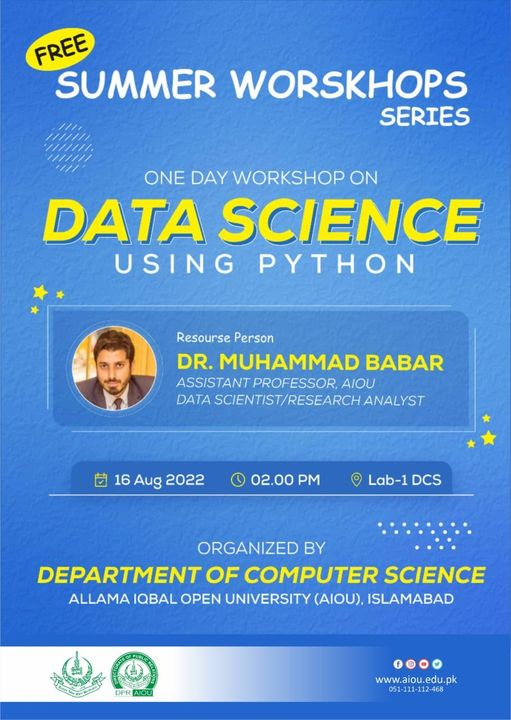 FREE
SUMMER WORSKHOPS
SERIES
ONE DAY WORKSHOP ON
DATA SCIENCE
USING PYTHON
Resourse Person
DR. MUHAMMAD BABAR
ASSISTANT PROFESSOR, AIOU
DATA SCIENTIST/RESEARCH ANALYST
16 Aug 2022 02.00 PM Lab-1 DCS
ORGANIZED BY
DEPARTMENT OF COMPUTER SCIENCE
ALLAMA IQBAL OPEN UNIVERSITY (AIOU), ISLAMABAD
DPR AIOU
www.aiou.edu.pk
051-111-112-468